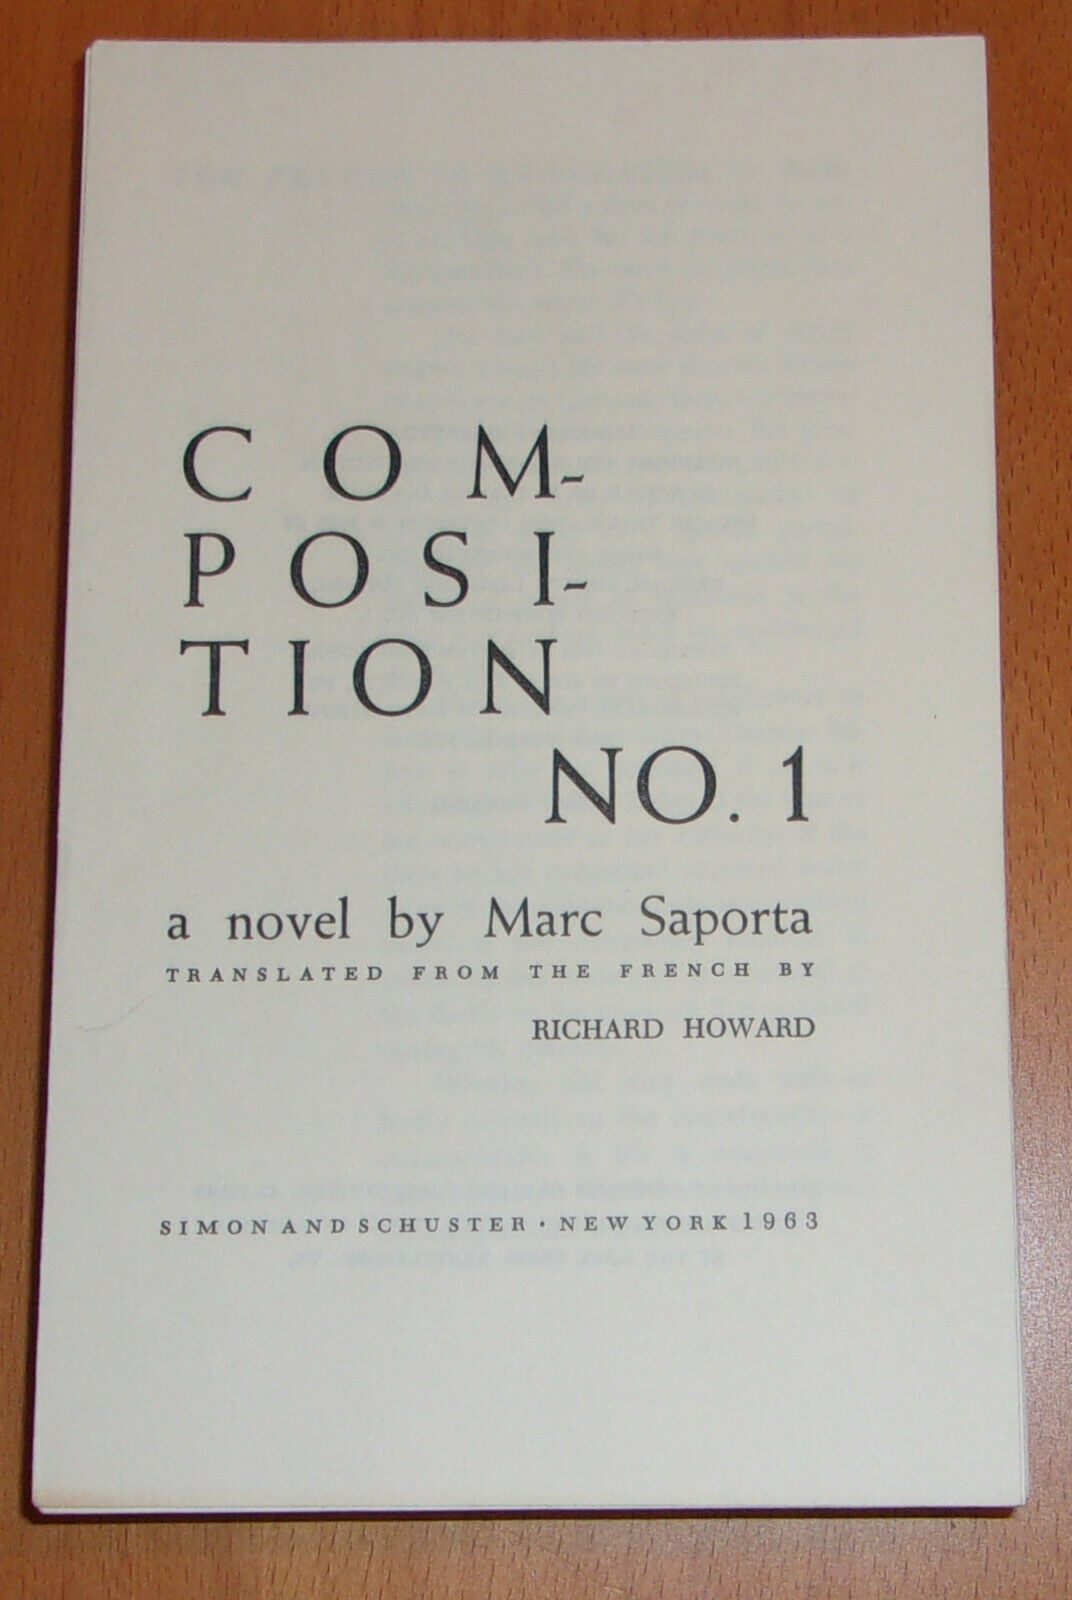 COM-
POSI-
TION
NO. 1
a novel by Marc Saporta
TRANSLATED FROM THE FRENCH BY
RICHARD HOWARD
SIMON AND SCHUSTER · NEW YORK 1963